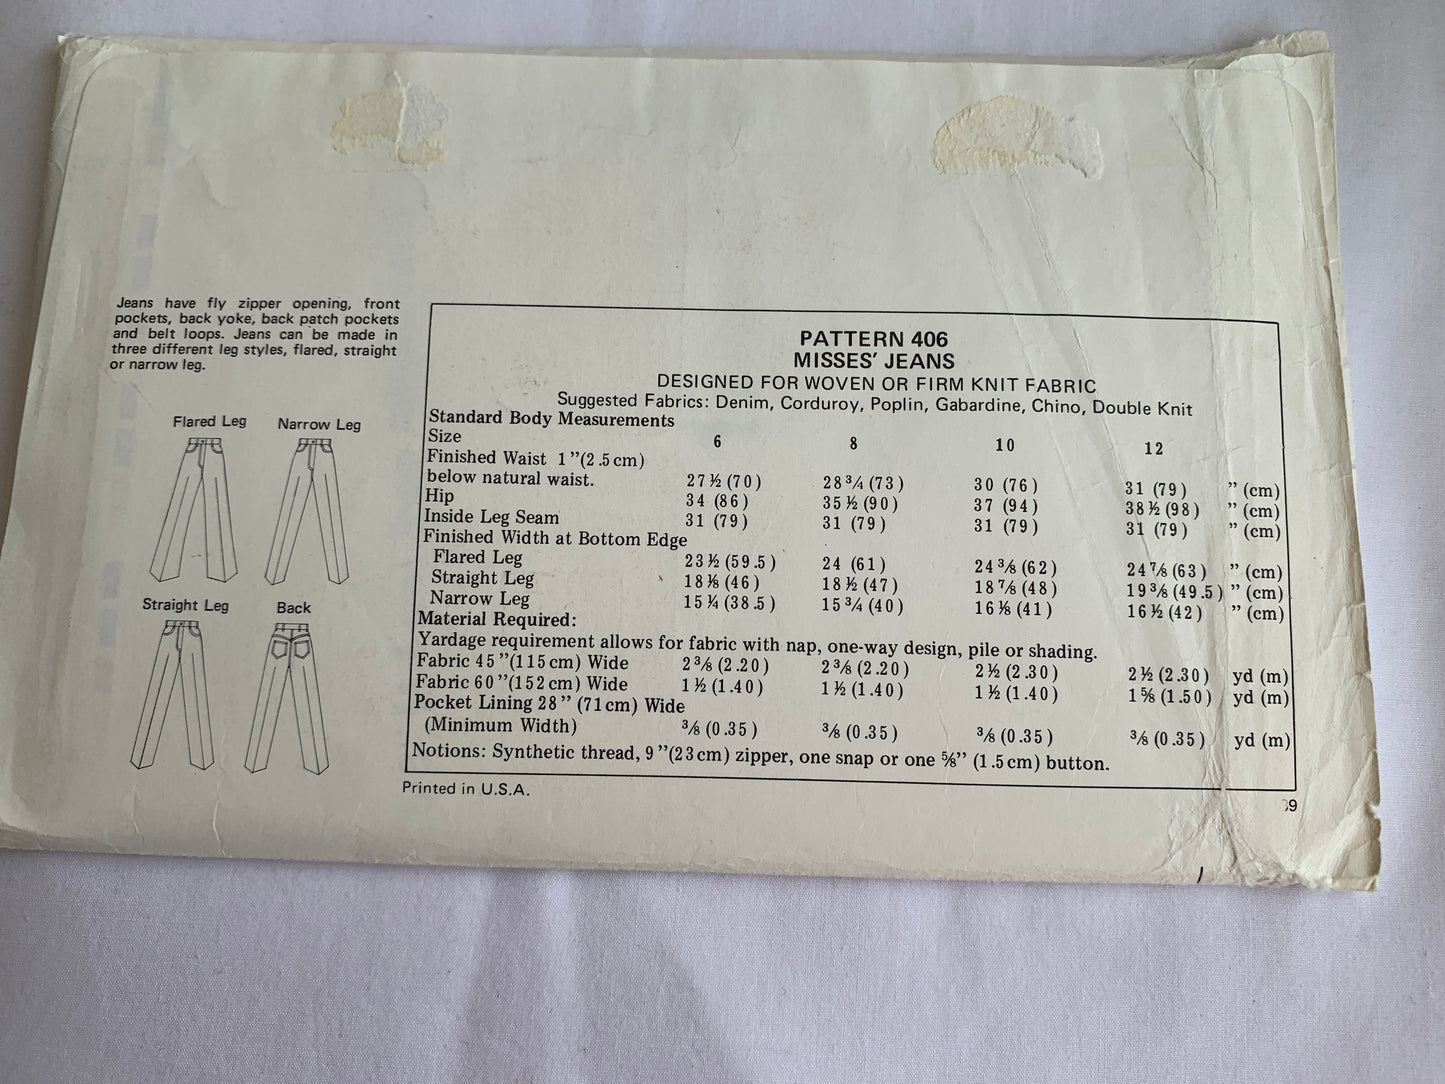 Jeans have fly zipper opening, front
pockets, back yoke, back patch pockets
and belt loops. Jeans can be made in
three different leg styles, flared, straight
or narrow leg.
Flared Leg Narrow Leg
Straight Leg Back
PATTERN 406
MISSES' JEANS
DESIGNED FOR WOVEN OR FIRM KNIT FABRIC
Suggested Fabrics: Denim, Corduroy, Poplin, Gabardine, Chino, Double Knit
Standard Body Measurements
Size 6 8 10 12
Finished Waist 1"(2.5cm)
below natural waist. 27½ (70) 28¾ (73) 30 (76) 31 (79) " (cm)
Hip 34 (86) 35½ (90) 37 (94) 38½ (98) " (cm)
Inside Leg Seam 31 (79) 31 (79) 31 (79) 31 (79) " (cm)
Finished Width at Bottom Edge
Flared Leg 23½ (59.5) 24 (61) 24⅜ (62) 24⅞ (63) " (cm)
Straight Leg 18⅛ (46) 18½ (47) 18⅞ (48) 19⅜ (49.5) " (cm)
Narrow Leg 15¼ (38.5) 15¾ (40) 16⅛ (41) 16½ (42) " (cm)
Material Required:
Yardage requirement allows for fabric with nap, one-way design, pile or shading.
Fabric 45"(115cm) Wide 2⅜ (2.20) 2⅜ (2.20) 2½ (2.30) 2½ (2.30) yd (m)
Fabric 60"(152cm) Wide 1½ (1.40) 1½ (1.40) 1½ (1.40) 1⅝ (1.50) yd (m)
Pocket Lining 28" (71cm) Wide
(Minimum Width) ⅜ (0.35) ⅜ (0.35) ⅜ (0.35) ⅜ (0.35) yd (m)
Notions: Synthetic thread, 9"(23cm) zipper, one snap or one ⅝" (1.5cm) button.
Printed in U.S.A.